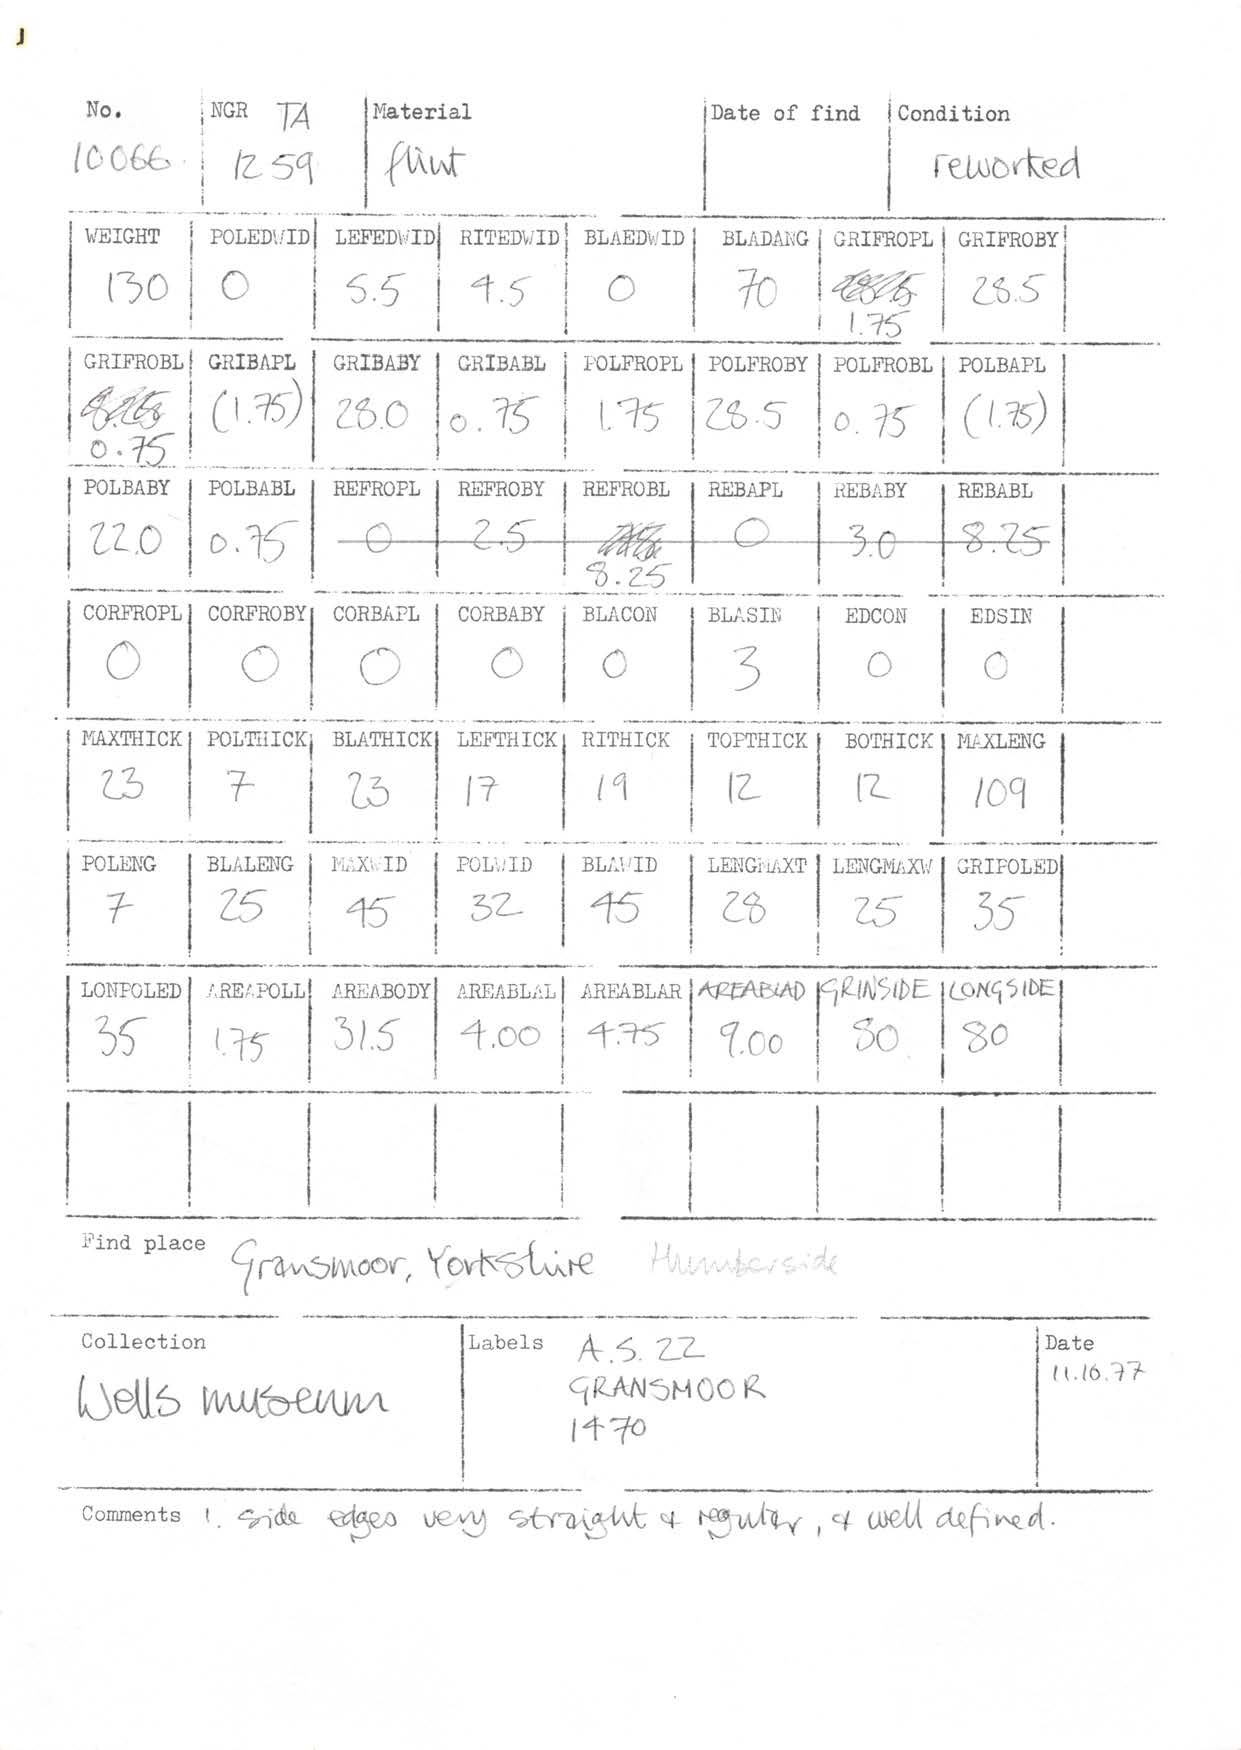 J
No. NGR TA Material Date of find Condition
10066. 12 59 flint reworked
WEIGHT POLEDWID LEFEDWID RITEDWID BLAEDWID BLADANG GRIFROPL GRIFROBY
130 0 5.5 4.5 0 70 28.5
1.75
GRIFROBL GRIBAPL GRIBABY GRIBABL POLFROPL POLFROBY POLFROBL POLBAPL
(1.75) 28.0 0.75 1.75 28.5 0.75 (1.75)
0.75
POLBABY POLBABL REFROPL REFROBY REFROBL REBAPL REBABY REBABL
22.0 0.75 0 2.5 0 3.0 8.25
8.25
CORFROPL CORFROBY CORBAPL CORBABY BLACON BLASIN EDCON EDSIN
0 0 0 0 0 3 0 0
MAXTHICK POLTHICK BLATHICK LEFTHICK RITHICK TOPTHICK BOTHICK MAXLENG
23 7 23 17 19 12 12 109
POLENG BLALENG MAXWID POLWID BLAWID LENGMAXT LENGMAXW GRIPOLED
7 25 45 32 45 28 25 35
LONPOLED AREAPOLL AREABODY AREABLAL AREABLAR AREABLAD GRINSIDE LONGSIDE
35 1.75 31.5 4.00 4.75 9.00 80 80
Find place Gransmoor, Yorkshire Humberside
Collection Labels A.S. 22 Date
Wells museum GRANSMOOR 11.10.77
1470
Comments 1. side edges very straight & regular, & well defined.